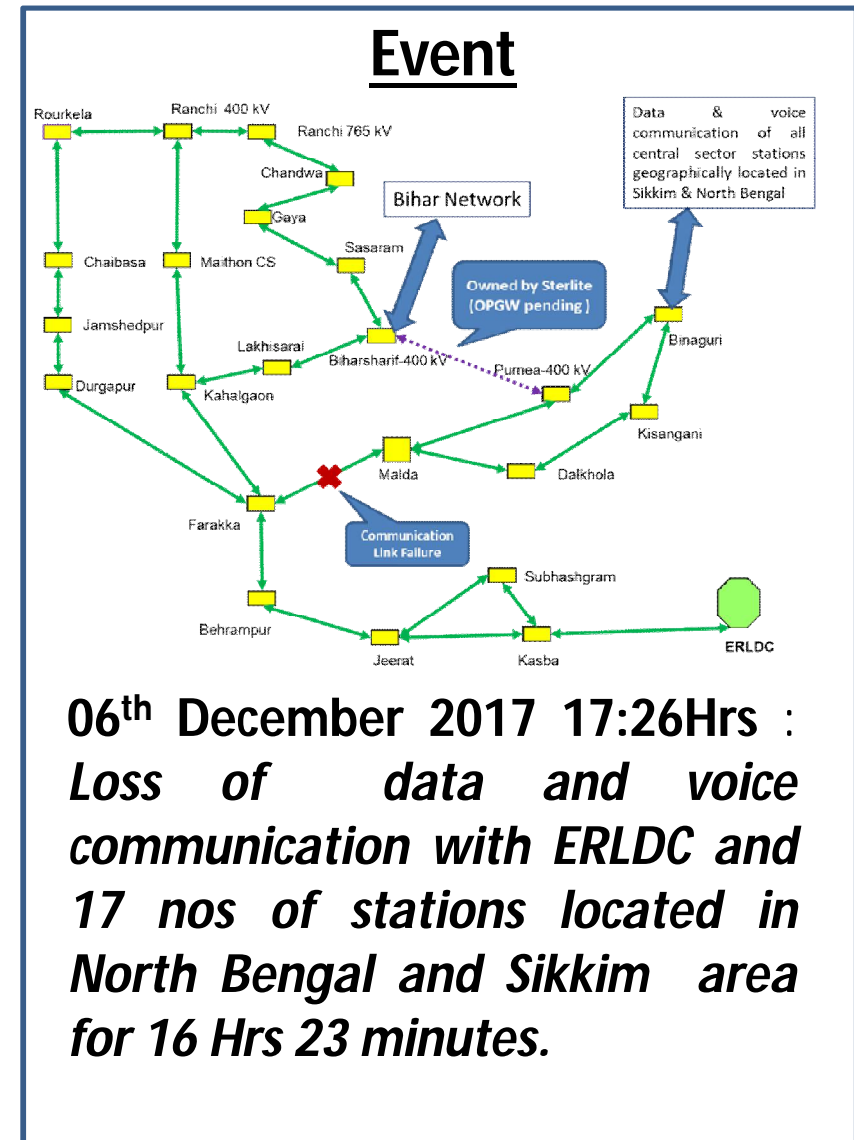 Event
Rourkela
Ranchi 400 kV
Ranchi 765 kV
Chandwa
Gaya
Sasaram
Bihar Network
Data & voice
communication of all
central sector stations
geographically located in
Sikkim & North Bengal
Owned by Sterlite
(OPGW pending)
Chaibasa
Maithon CS
Jamshedpur
Lakhisarai
Biharsharif-400 kV
Purnea-400 kV
Binaguri
Durgapur
Kahalgaon
Kisanganj
Malda
Dalkhola
Farakka
Communication
Link Failure
Behrampur
Subhashgram
Jeerat
Kasba
ERLDC
06th December 2017 17:26Hrs :
Loss of data and voice
communication with ERLDC and
17 nos of stations located in
North Bengal and Sikkim area
for 16 Hrs 23 minutes.